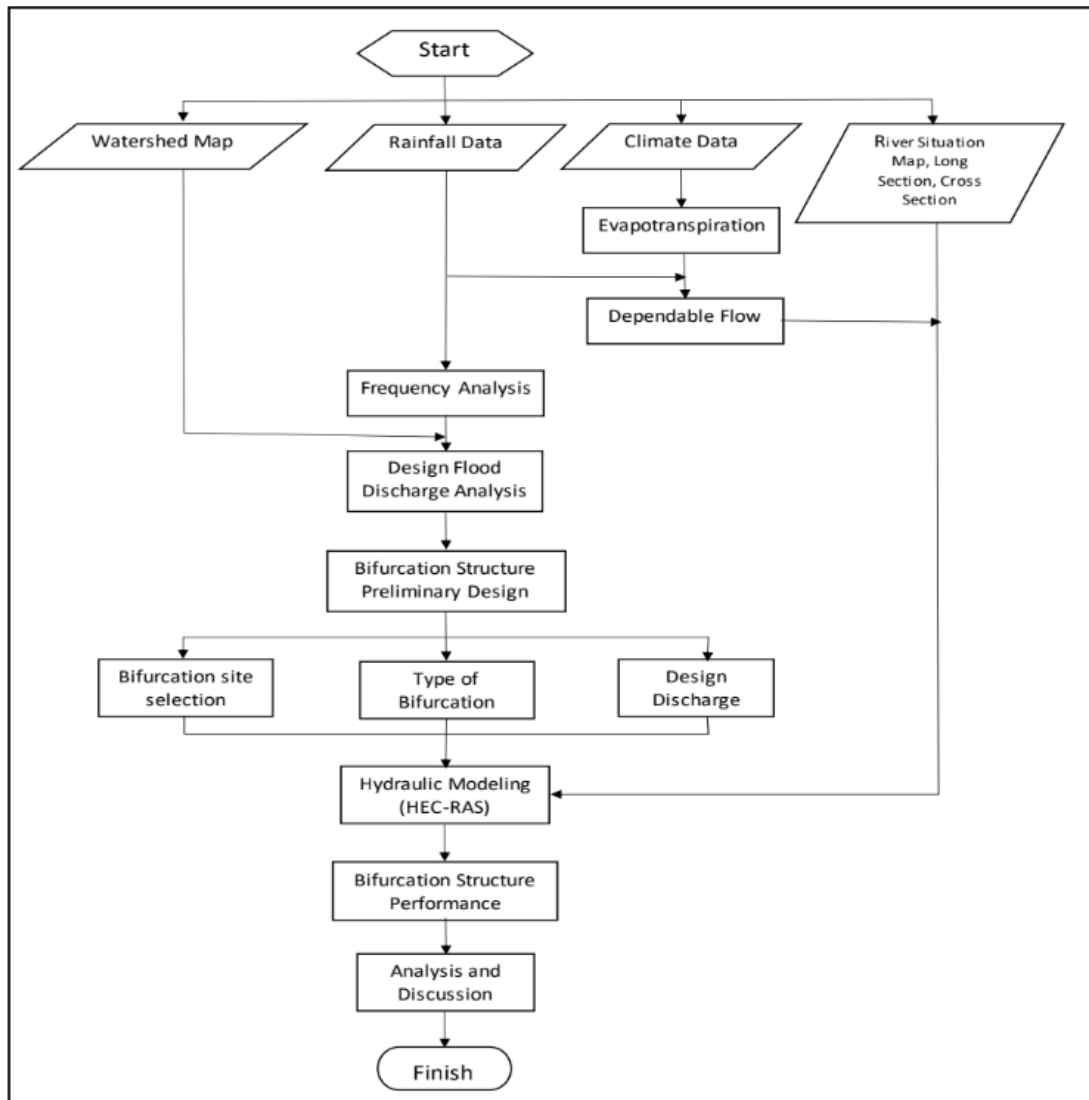 Start
Watershed Map
Rainfall Data
Climate Data
River Situation
Map, Long
Section, Cross
Section
Evapotranspiration
Dependable Flow
Frequency Analysis
Design Flood
Discharge Analysis
Bifurcation Structure
Preliminary Design
Bifurcation site
selection
Type of
Bifurcation
Design
Discharge
Hydraulic Modeling
(HEC-RAS)
Bifurcation Structure
Performance
Analysis and
Discussion
Finish